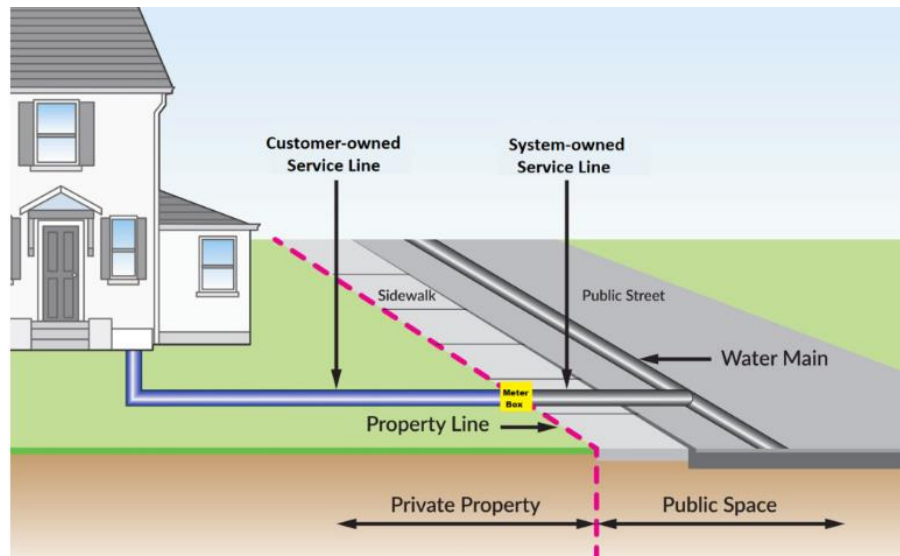 Customer-owned
Service Line
System-owned
Service Line
Sidewalk
Public Street
Water Main
Meter
Box
Property Line
Private Property
Public Space